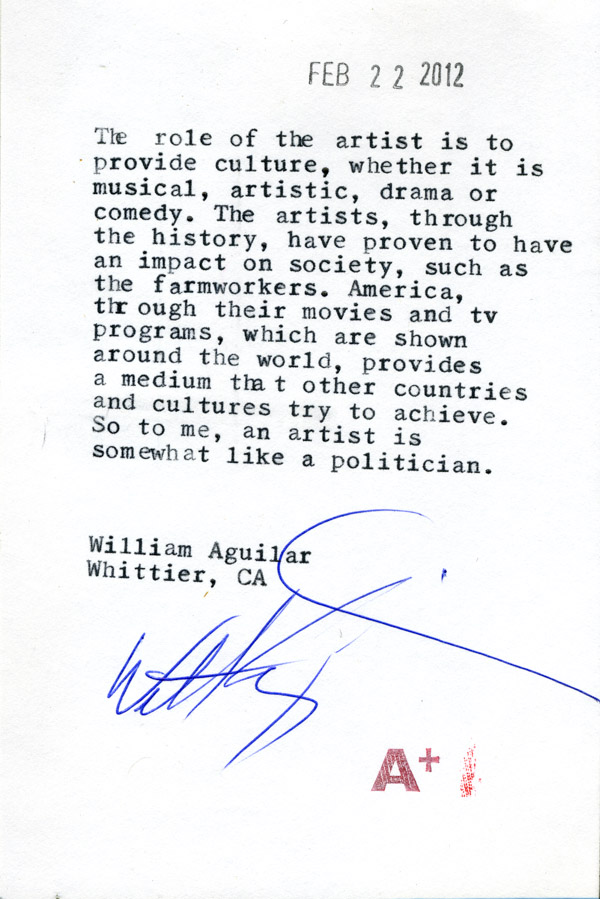 FEB 22 2012
The role of the artist is to
provide culture, whether it is
musical, artistic, drama or
comedy. The artists, through
the history, have proven to have
an impact on society, such as
the farmworkers. America,
through their movies and tv
programs, which are shown
around the world, provides
a medium that other countries
and cultures try to achieve.
So to me, an artist is
somewhat like a politician.
William Aguilar
Whittier, CA
A+